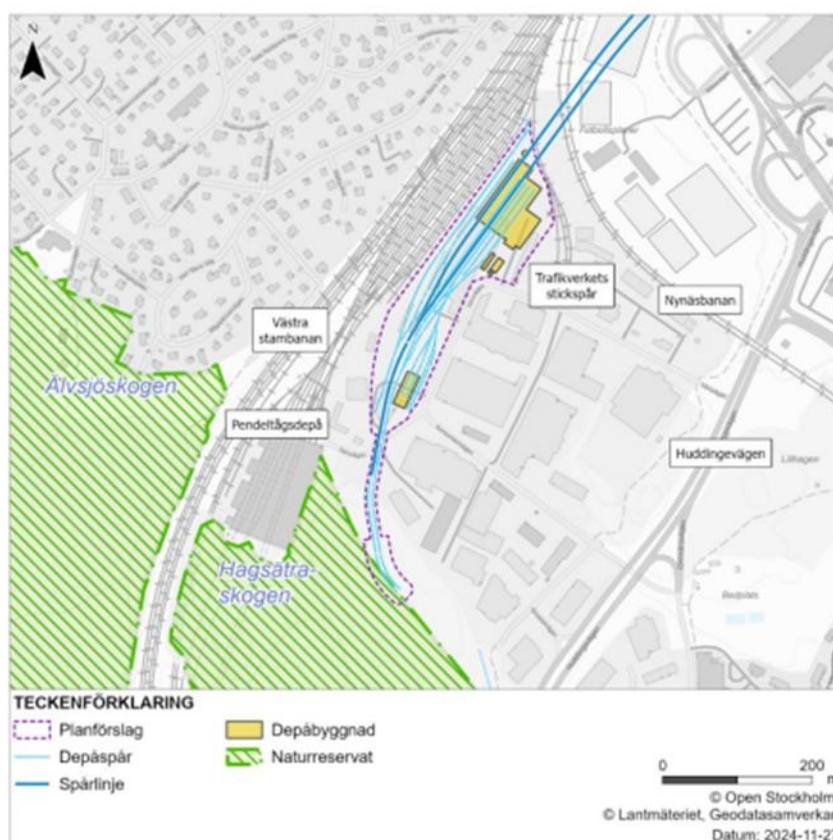 N
Trafikverkets
stickspår
Nynäsbanan
Västra
stambanan
Älvsjöskogen
Pendeltågsdepå
Huddingevägen
Hagsätra-
skogen
TECKENFÖRKLARING
Planförslag
Depåbyggnad
Depåspår
Naturreservat
Spårlinje
0 200
m
© Open Stockholm
© Lantmäteriet, Geodatasamverkan
Datum: 2024-11-27